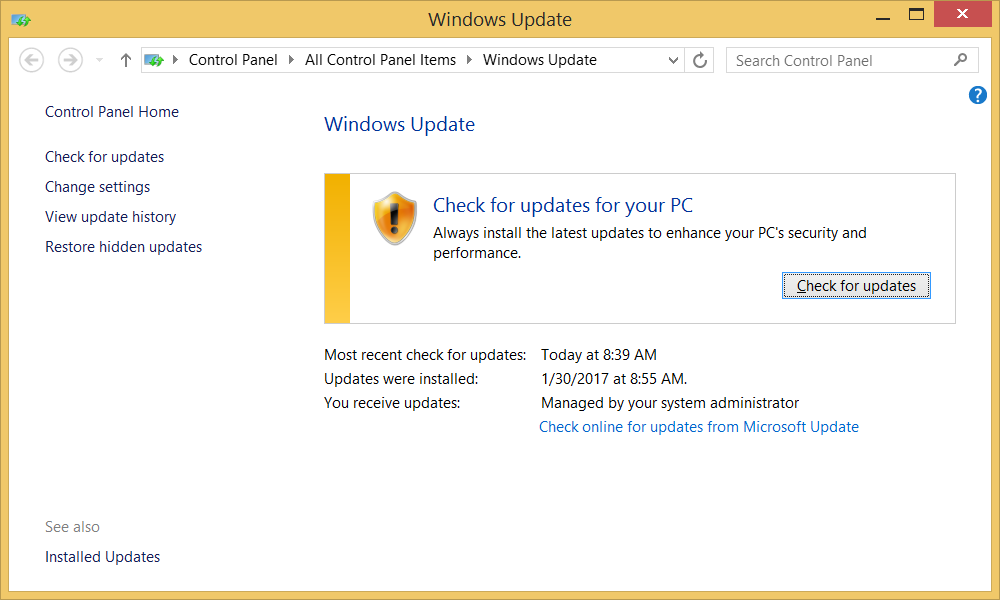 Windows Update
Control Panel All Control Panel Items Windows Update
Search Control Panel
?
Control Panel Home
Check for updates
Change settings
View update history
Restore hidden updates
Windows Update
Check for updates for your PC
Always install the latest updates to enhance your PC's security and
performance.
Check for updates
Most recent check for updates: Today at 8:39 AM
Updates were installed: 1/30/2017 at 8:55 AM.
You receive updates: Managed by your system administrator
Check online for updates from Microsoft Update
See also
Installed Updates